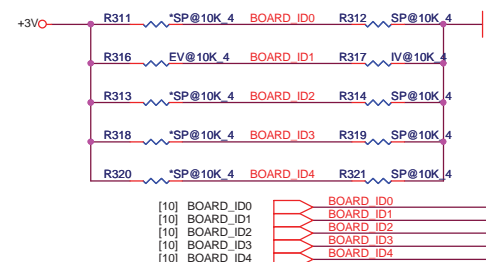 R311 *SP@10K_4 BOARD_ID0 R312 SP@10K_4
+3V
R316 EV@10K_4 BOARD_ID1 R317 IV@10K_4
R313 *SP@10K_4 BOARD_ID2 R314 SP@10K_4
R318 *SP@10K_4 BOARD_ID3 R319 SP@10K_4
R320 *SP@10K_4 BOARD_ID4 R321 SP@10K_4
[10] BOARD_ID0 BOARD_ID0
[10] BOARD_ID1 BOARD_ID1
[10] BOARD_ID2 BOARD_ID2
[10] BOARD_ID3 BOARD_ID3
[10] BOARD_ID4 BOARD_ID4